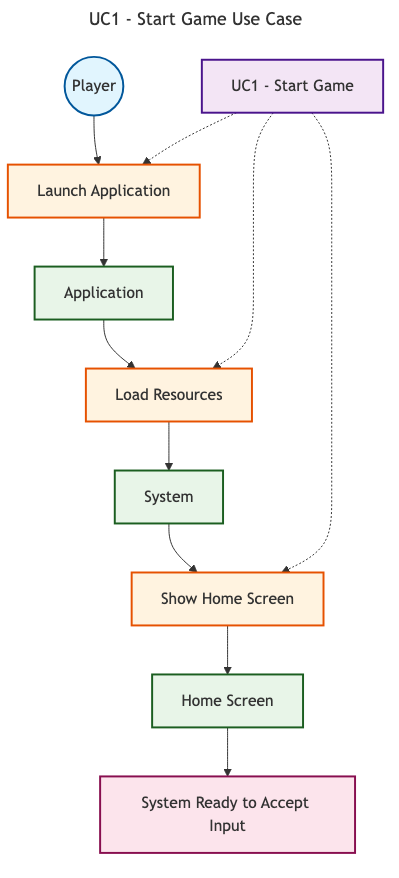 UC1 - Start Game Use Case
Player
UC1 - Start Game
Launch Application
Application
Load Resources
System
Show Home Screen
Home Screen
System Ready to Accept
Input